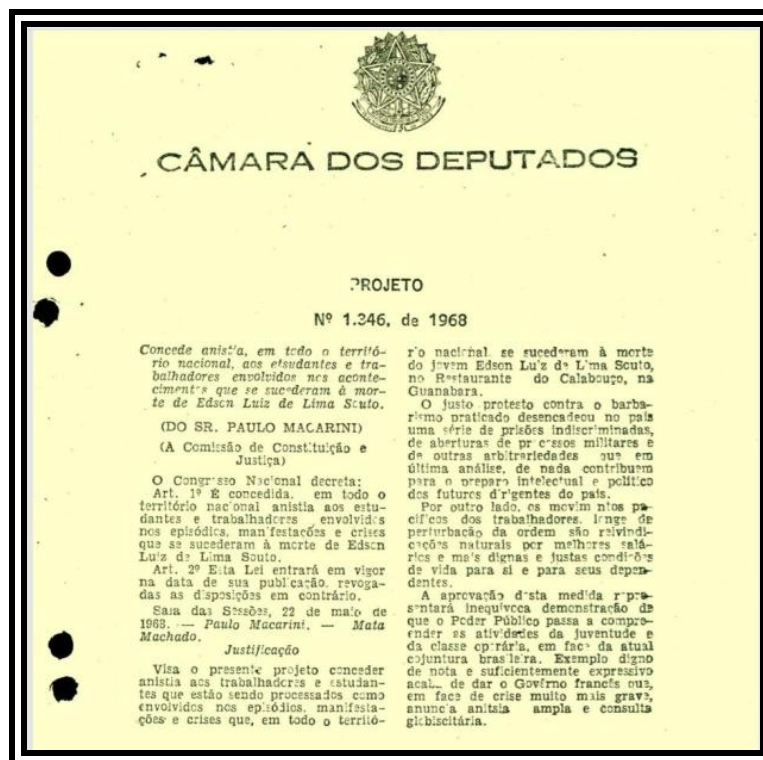 CÂMARA DOS DEPUTADOS
PROJETO
Nº 1.346, de 1968
Concede anistia, em todo o territó-
rio nacional, aos etsudantes e tra-
balhadores envolvidos nos aconte-
cimentos que se sucederam à mor-
te de Edson Luiz de Lima Scuto.
(DO SR. PAULO MACARINI)
(A Comissão de Constituição e
Justiça)
O Congresso Nacional decreta:
Art. 1º É concedida, em todo o
território nacional anistia aos estu-
dantes e trabalhadores envolvidos
nos episódios, manifestações e crises
que se sucederam à morte de Edson
Luiz de Lima Souto.
Art. 2º Esta Lei entrará em vigor
na data de sua publicação, revoga-
das as disposições em contrário.
Saia das Sessões, 22 de maio de
1968. — Paulo Macarini. — Mata
Machado.
Justificação
Visa o presente projeto conceder
anistia aos trabalhadores e estudan-
tes que estão sendo processados como
envolvidos nos episódios, manifesta-
ções e crises que, em todo o territó-
rio nacional, se sucederam à morte
do jovem Edson Luiz de Lima Scuto,
no Restaurante do Calabouço, na
Guanabara.
O justo protesto contra o barba-
rismo praticado desencadeou no país
uma série de prisões indiscriminadas,
de aberturas de processos militares e
de outras arbitrariedades que em
última análise, de nada contribuem
para o preparo intelectual e político
dos futuros dirigentes do país.
Por outro lado, os movimentos pa-
cíficos dos trabalhadores, longe de
perturbação da ordem são reivindi-
cações naturais por melhores salá-
rios e mais dignas e justas condições
de vida para si e para seus depen-
dentes.
A aprovação desta medida repre-
sentará inequívoca demonstração de
que o Poder Público passa a compre-
ender as atividades da juventude e
da classe operária, em face da atual
cojuntura brasileira. Exemplo digno
de nota e suficientemente expressivo
acaba de dar o Govêrno francês que,
em face de crise muito mais grave,
anuncia anitsia ampla e consulta
glebiscitária.